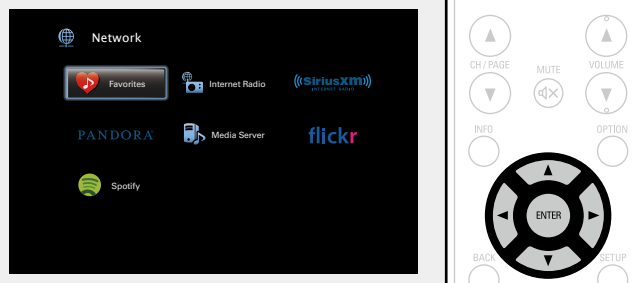 Network
Favorites
Internet Radio
((SiriusXM))
INTERNET RADIO
PANDORA
Media Server
flickr
Spotify
CH / PAGE
MUTE
VOLUME
INFO
OPTION
ENTER
BACK
SETUP